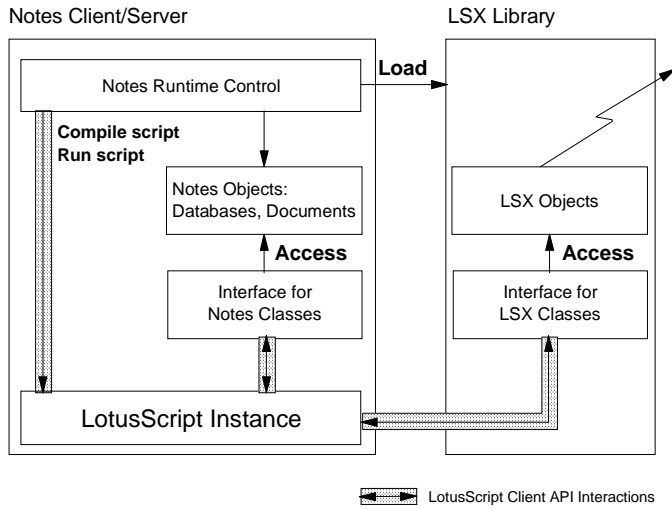 Notes Client/Server
LSX Library
Notes Runtime Control
Load
Compile script
Run script
Notes Objects:
Databases, Documents
LSX Objects
Access
Access
Interface for
Notes Classes
Interface for
LSX Classes
LotusScript Instance
LotusScript Client API Interactions